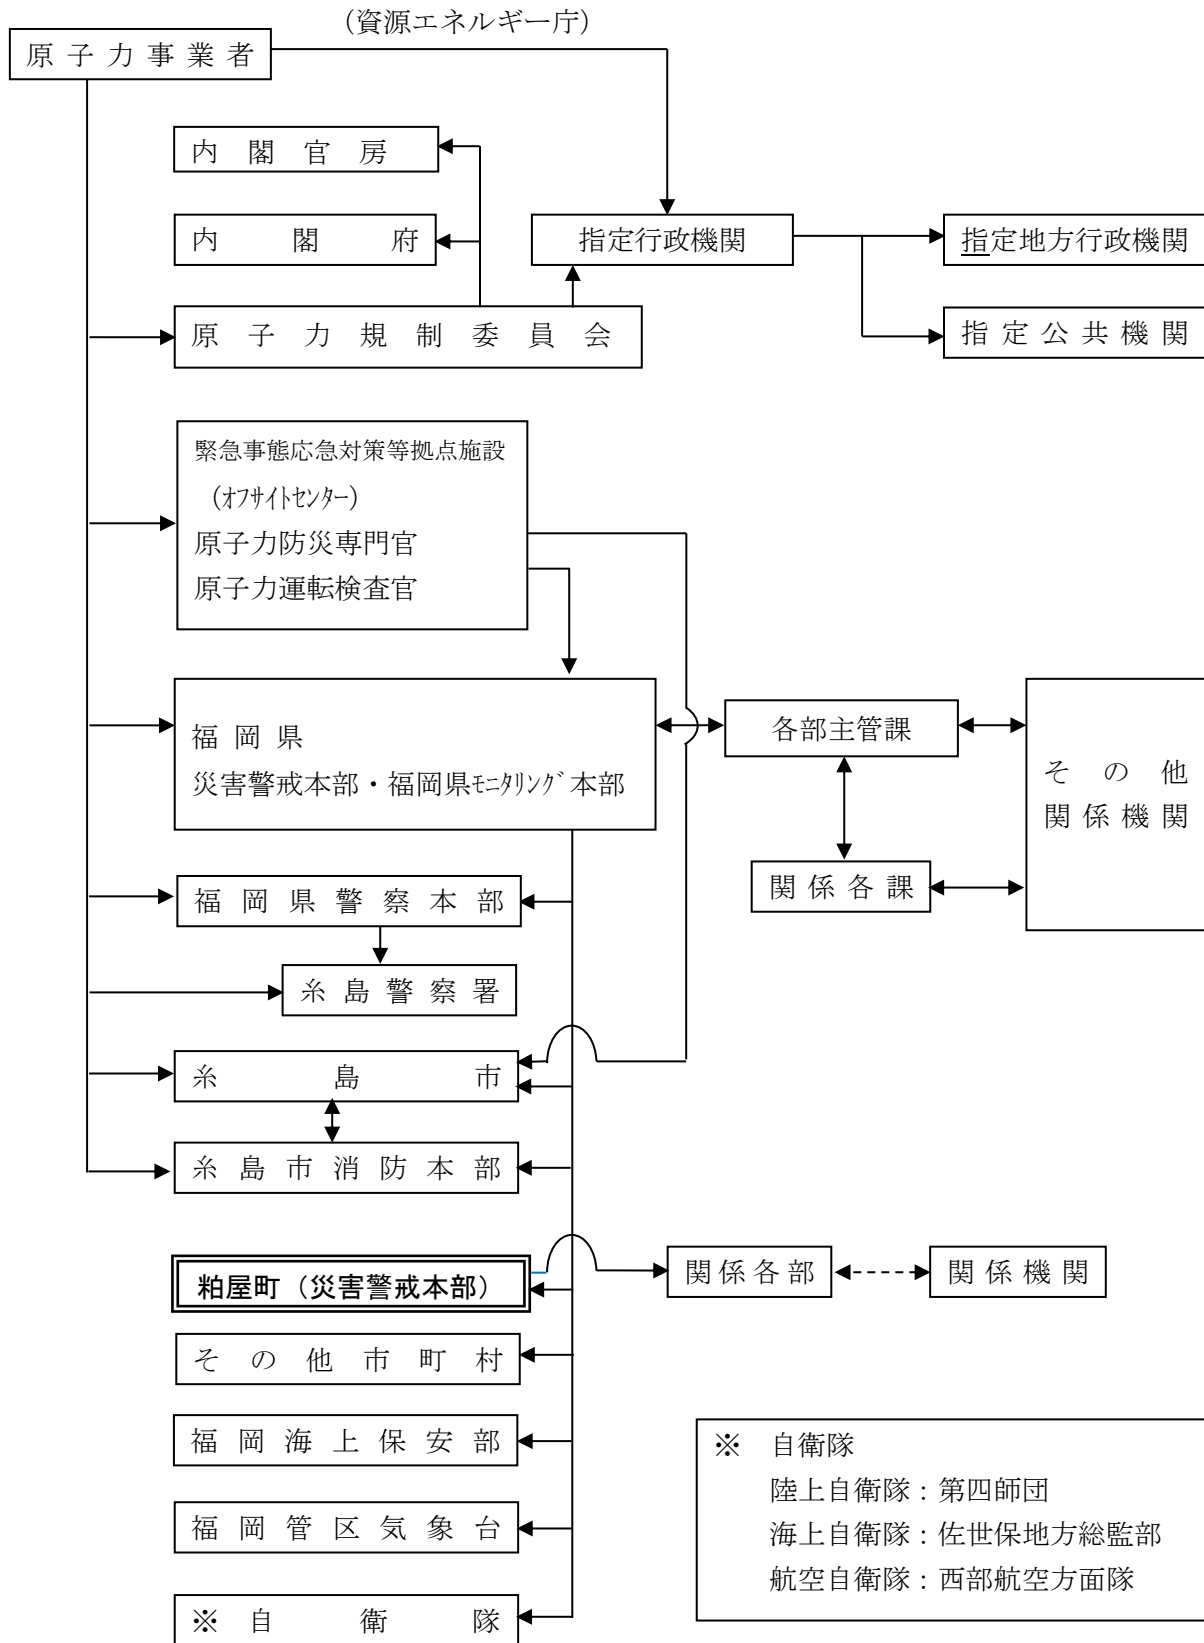 (資源エネルギー庁)
原子力事業者
内閣官房
内閣府
指定行政機関
指定地方行政機関
原子力規制委員会
指定公共機関
緊急事態応急対策等拠点施設
(オフサイトセンター)
原子力防災専門官
原子力運転検査官
福岡県
災害警戒本部・福岡県モニタリング本部
各部主管課
その他
関係機関
関係各課
福岡県警察本部
糸島警察署
糸島市
糸島市消防本部
粕屋町(災害警戒本部)
関係各部
関係機関
その他市町村
福岡海上保安部
福岡管区気象台
※自衛隊
※ 自衛隊
陸上自衛隊:第四師団
海上自衛隊:佐世保地方総監部
航空自衛隊:西部航空方面隊